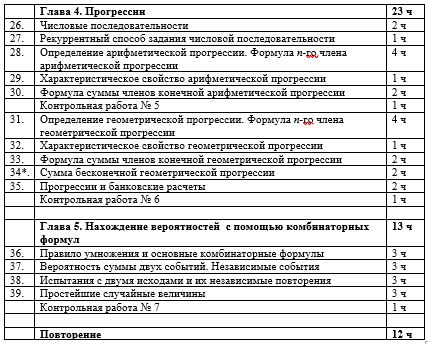 Глава 4. Прогрессии 23 ч
26. Числовые последовательности 2 ч
27. Рекуррентный способ задания числовой последовательности 1 ч
28. Определение арифметической прогрессии. Формула n-го члена 4 ч
арифметической прогрессии
29. Характеристическое свойство арифметической прогрессии 1 ч
30. Формула суммы членов конечной арифметической прогрессии 2 ч
Контрольная работа № 5 1 ч
31. Определение геометрической прогрессии. Формула n-го члена 4 ч
геометрической прогрессии
32. Характеристическое свойство геометрической прогрессии 1 ч
33. Формула суммы членов конечной геометрической прогрессии 2 ч
34*. Сумма бесконечной геометрической прогрессии 2 ч
35. Прогрессии и банковские расчеты 2 ч
Контрольная работа № 6 1 ч
Глава 5. Нахождение вероятностей с помощью комбинаторных 13 ч
формул
36. Правило умножения и основные комбинаторные формулы 3 ч
37. Вероятность суммы двух событий. Независимые события 3 ч
38. Испытания с двумя исходами и их независимые повторения 3 ч
39. Простейшие случайные величины 3 ч
Контрольная работа № 7 1 ч
Повторение 12 ч